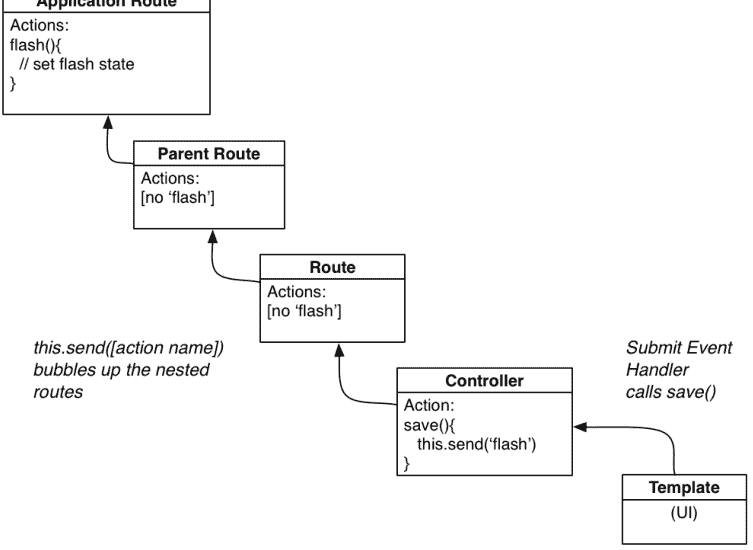 Application Route
Actions:
flash(){
// set flash state
}
Parent Route
Actions:
[no ‘flash’]
Route
Actions:
[no ‘flash’]
this.send([action name])
bubbles up the nested
routes
Submit Event
Handler
calls save()
Controller
Action:
save(){
this.send(‘flash’)
}
Template
(UI)